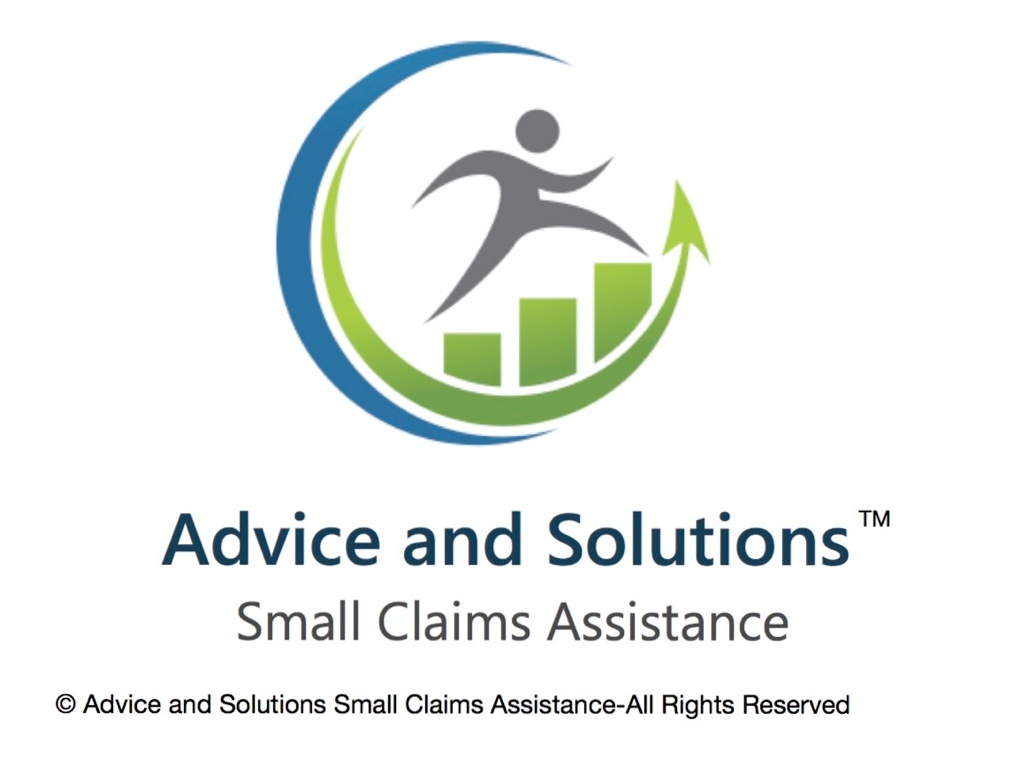 Advice and Solutions™
Small Claims Assistance
© Advice and Solutions Small Claims Assistance-All Rights Reserved